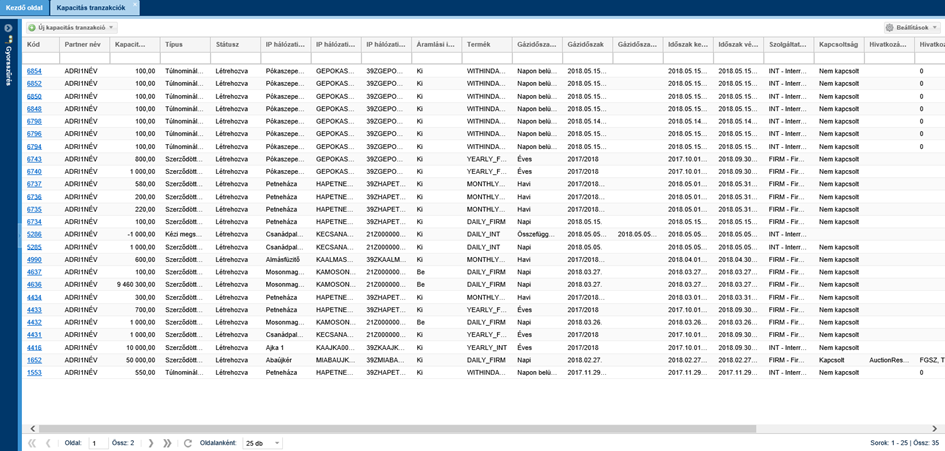 Kezdő oldal Kapacitás tranzakciók
Új kapacitás tranzakció Beállítások
Gyorsszűrés
Kód Partner név Kapacit... Típus Státusz IP hálózati... IP hálózati... IP hálózati... Áramlási i... Termék Gázidősza... Gázidőszak Gázidősza... Időszak ke... Időszak vé... Szolgáltat... Kapcsoltság Hivatkozá... Hivatko
6854 ADRI1NÉV 100,00 Túlnominál... Létrehozva Pókaszepe... GEPOKAS... 39ZGEPO... Ki WITHINDA... Napon belü... 2018.05.15... 2018.05.15... 2018.05.15... INT - Interr... Nem kapcsolt 0
6852 ADRI1NÉV 100,00 Túlnominál... Létrehozva Pókaszepe... GEPOKAS... 39ZGEPO... Ki WITHINDA... Napon belü... 2018.05.15... 2018.05.15... 2018.05.15... INT - Interr... Nem kapcsolt 0
6850 ADRI1NÉV 100,00 Túlnominál... Létrehozva Pókaszepe... GEPOKAS... 39ZGEPO... Ki WITHINDA... Napon belü... 2018.05.15... 2018.05.15... 2018.05.15... INT - Interr... Nem kapcsolt 0
6848 ADRI1NÉV 100,00 Túlnominál... Létrehozva Pókaszepe... GEPOKAS... 39ZGEPO... Ki WITHINDA... Napon belü... 2018.05.15... 2018.05.15... 2018.05.15... INT - Interr... Nem kapcsolt 0
6798 ADRI1NÉV 100,00 Túlnominál... Létrehozva Pókaszepe... GEPOKAS... 39ZGEPO... Ki WITHINDA... Napon belü... 2018.05.14... 2018.05.14... 2018.05.15... INT - Interr... Nem kapcsolt 0
6796 ADRI1NÉV 100,00 Túlnominál... Létrehozva Pókaszepe... GEPOKAS... 39ZGEPO... Ki WITHINDA... Napon belü... 2018.05.15... 2018.05.15... 2018.05.15... INT - Interr... Nem kapcsolt 0
6794 ADRI1NÉV 100,00 Túlnominál... Létrehozva Pókaszepe... GEPOKAS... 39ZGEPO... Ki WITHINDA... Napon belü... 2018.05.14... 2018.05.14... 2018.05.15... INT - Interr... Nem kapcsolt 0
6743 ADRI1NÉV 800,00 Szerződött... Létrehozva Pókaszepe... GEPOKAS... 39ZGEPO... Ki YEARLY_F... Éves 2017/2018 2017.10.01... 2018.09.30... FIRM - Fir... Nem kapcsolt
6740 ADRI1NÉV 1 000,00 Szerződött... Létrehozva Pókaszepe... GEPOKAS... 39ZGEPO... Ki YEARLY_F... Éves 2017/2018 2017.10.01... 2018.09.30... FIRM - Fir... Nem kapcsolt
6737 ADRI1NÉV 580,00 Szerződött... Létrehozva Petneháza HAPETNE... 39ZHAPET... Ki MONTHLY... Havi 2017/2018... 2018.05.01... 2018.05.31... FIRM - Fir... Nem kapcsolt
6736 ADRI1NÉV 200,00 Szerződött... Létrehozva Petneháza HAPETNE... 39ZHAPET... Ki MONTHLY... Havi 2017/2018... 2018.05.01... 2018.05.31... FIRM - Fir... Nem kapcsolt
6735 ADRI1NÉV 220,00 Szerződött... Létrehozva Petneháza HAPETNE... 39ZHAPET... Ki MONTHLY... Havi 2017/2018... 2018.05.01... 2018.05.31... FIRM - Fir... Nem kapcsolt
6734 ADRI1NÉV 100,00 Szerződött... Létrehozva Petneháza HAPETNE... 39ZHAPET... Ki DAILY_FIRM Napi 2018.05.15. 2018.05.15... 2018.05.15... FIRM - Fir... Nem kapcsolt
5286 ADRI1NÉV -1 000,00 Kézi megs... Létrehozva Csanádpal... KECSANA... 21Z000000... Ki DAILY_INT Összefügg... 2018.05.05... 2018.05.05... 2018.05.05... 2018.05.05... INT - Interr...
5285 ADRI1NÉV 1 000,00 Szerződött... Létrehozva Csanádpal... KECSANA... 21Z000000... Ki DAILY_INT Napi 2018.05.05. 2018.05.05... 2018.05.05... INT - Interr... Nem kapcsolt
4990 ADRI1NÉV 600,00 Szerződött... Létrehozva Almásfüzitő KAALMAS... 39ZKAALM... Ki MONTHLY... Havi 2017/2018... 2018.04.01... 2018.04.30... FIRM - Fir... Nem kapcsolt
4637 ADRI1NÉV 100,00 Szerződött... Létrehozva Mosonmag... KAMOSON... 21Z000000... Be DAILY_FIRM Napi 2018.03.27. 2018.03.27... 2018.03.27... FIRM - Fir... Nem kapcsolt
4636 ADRI1NÉV 9 460 300,00 Szerződött... Létrehozva Mosonmag... KAMOSON... 21Z000000... Be DAILY_FIRM Napi 2018.03.27. 2018.03.27... 2018.03.27... FIRM - Fir... Nem kapcsolt
4434 ADRI1NÉV 300,00 Szerződött... Létrehozva Petneháza HAPETNE... 39ZHAPET... Ki MONTHLY... Havi 2017/2018... 2018.03.01... 2018.03.31... FIRM - Fir... Nem kapcsolt
4433 ADRI1NÉV 700,00 Szerződött... Létrehozva Petneháza HAPETNE... 39ZHAPET... Ki YEARLY_F... Éves 2017/2018 2017.10.01... 2018.09.30... FIRM - Fir... Nem kapcsolt
4432 ADRI1NÉV 1 000,00 Szerződött... Létrehozva Mosonmag... KAMOSO... 21Z000000... Ki DAILY_FIRM Napi 2018.03.26. 2018.03.26... 2018.03.26... FIRM - Fir... Nem kapcsolt
4431 ADRI1NÉV 1 000,00 Szerződött... Létrehozva Csanádpal... KECSANA... 21Z000000... Ki YEARLY_F... Éves 2017/2018 2017.10.01... 2018.09.30... FIRM - Fir... Nem kapcsolt
4416 ADRI1NÉV 10 000,00 Szerződött... Létrehozva Ajka 1 KAAJKA00... 39ZKAAJK... Ki YEARLY_INT Éves 2017/2018 2017.10.01... 2018.09.30... INT - Interr... Nem kapcsolt
1652 ADRI1NÉV 50 000,00 Szerződött... Létrehozva Abaújkér MIABAUJK... 39ZMIABA... Ki DAILY_FIRM Napi 2018.02.27. 2018.02.27... 2018.02.27... FIRM - Fir... Kapcsolt AuctionRes... FGSZ, T
1553 ADRI1NÉV 550,00 Túlnominál... Létrehozva Petneháza HAPETNE... 39ZHAPET... Ki WITHINDA... Napon belü... 2017.11.29... 2017.11.29... 2017.11.29... INT - Interr... Nem kapcsolt 0
Oldal: 1 Össz: 2 Oldalanként: 25 db Sorok: 1 - 25 | Össz: 35